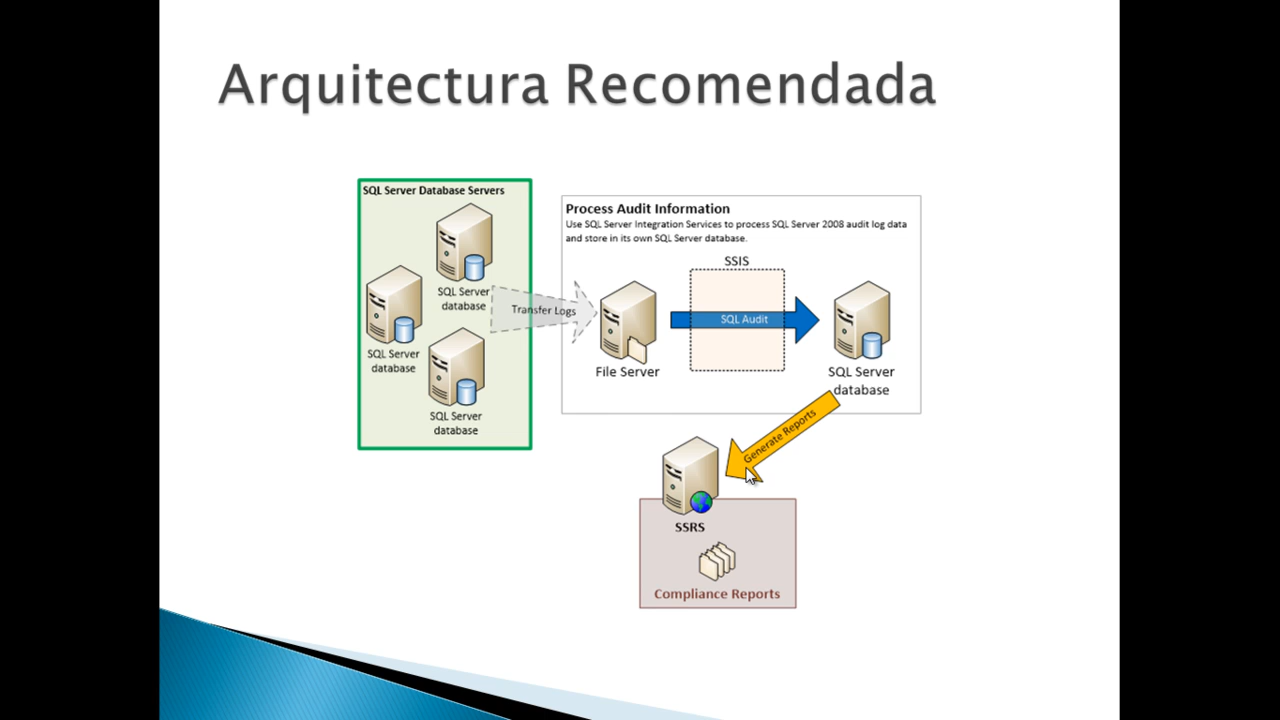 Arquitectura Recomendada
SQL Server Database Servers
SQL Server
database
SQL Server
database
SQL Server
database
Transfer Logs
Process Audit Information
Use SQL Server Integration Services to process SQL Server 2008 audit log data
and store in its own SQL Server database.
SSIS
SQL Audit
File Server
SQL Server
database
Generate Reports
SSRS
Compliance Reports